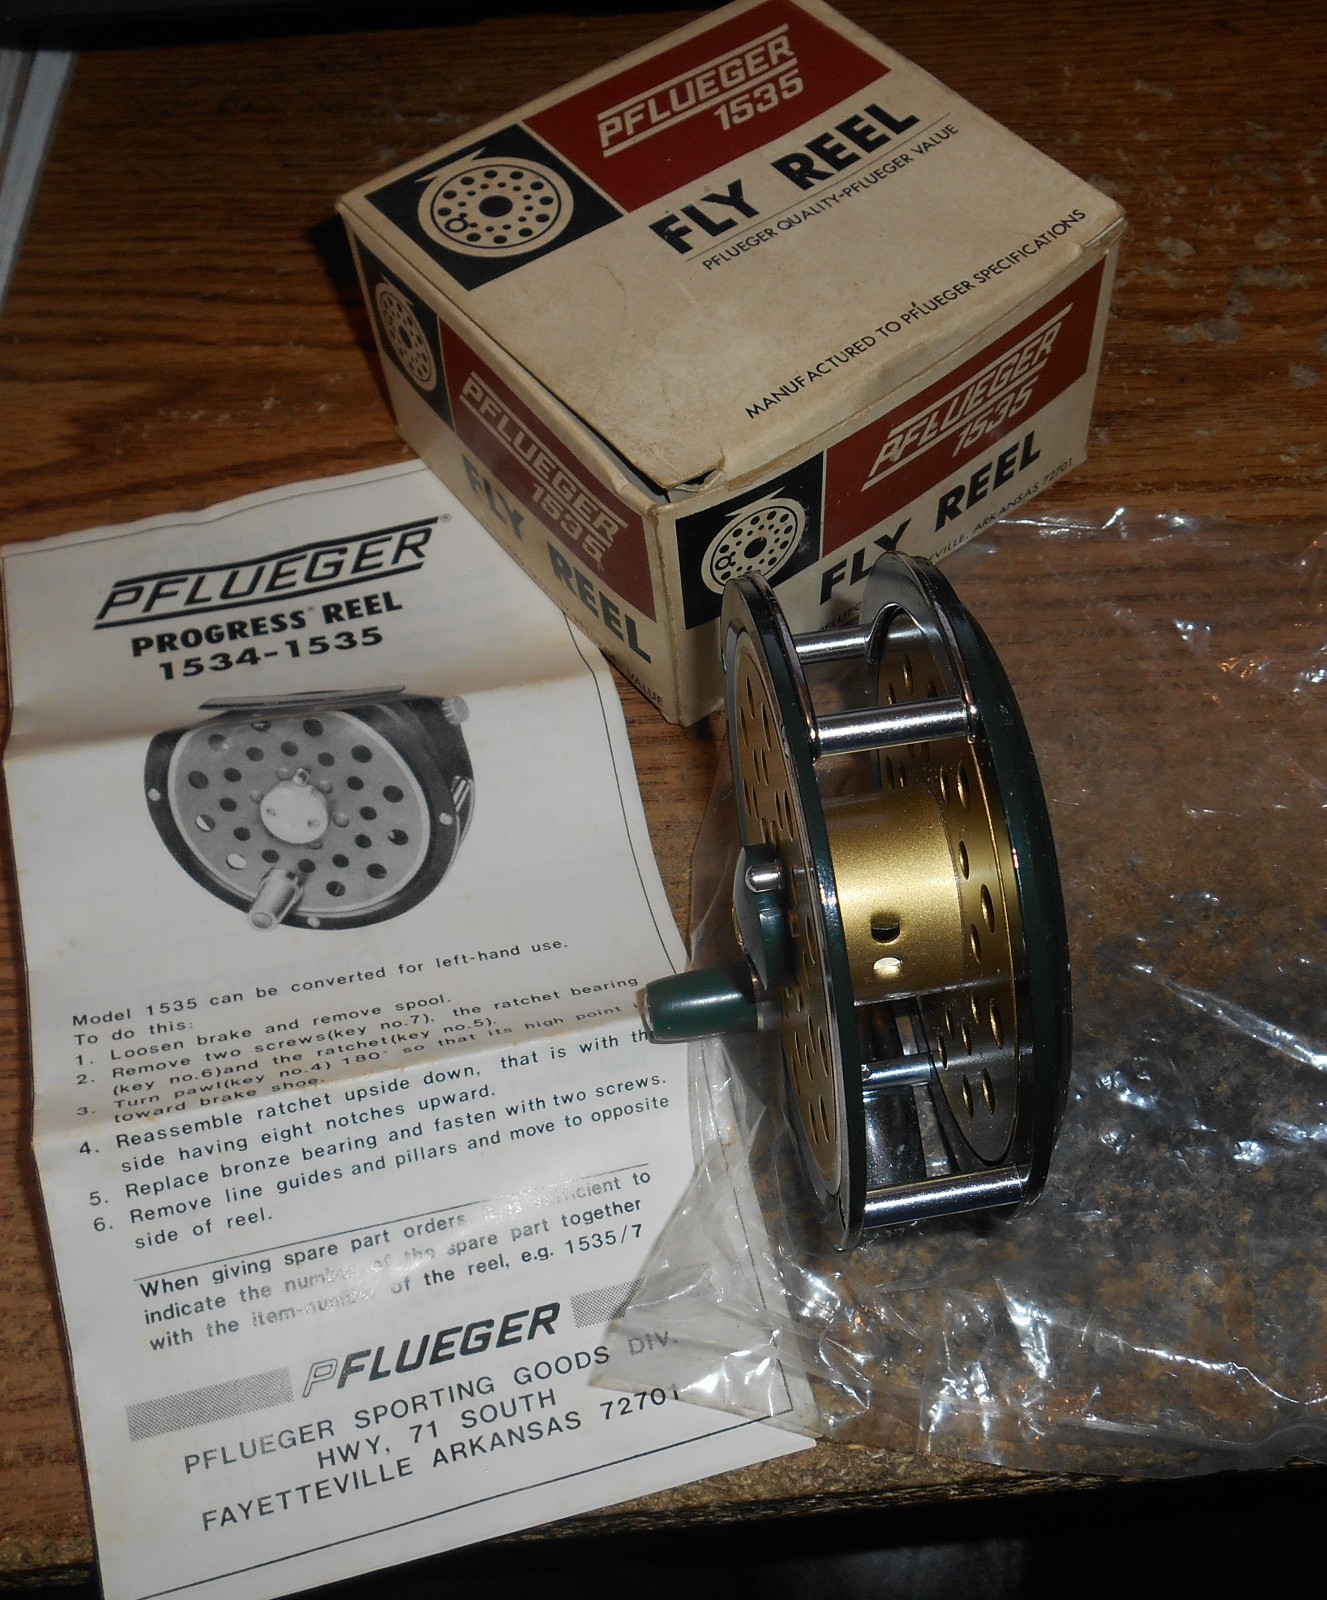 PFLUEGER
1535
FLY REEL
PFLUEGER QUALITY-PFLUEGER VALUE
MANUFACTURED TO PFLUEGER SPECIFICATIONS
PFLUEGER
1535
FLY REEL
VALUE
PFLUEGER
1535
FLY REEL
ARKANSAS 72701
PFLUEGER®
PROGRESS REEL
1534-1535
Model 1535 can be converted for left-hand use.
To do this:
1. Loosen brake and remove spool.
2. Remove two screws(key no.7), the ratchet bearing
(key no.6)and the ratchet(key no.5).
3. Turn pawl(key no.4) 180° so that its high point
toward brake shoe.
4. Reassemble ratchet upside down, that is with
side having eight notches upward.
5. Replace bronze bearing and fasten with two screws.
6. Remove line guides and pillars and move to opposite
side of reel.
When giving spare part orders, to
indicate the number of the spare part together
with the item-number of the reel, e.g. 1535/7
PFLUEGER
PFLUEGER SPORTING GOODS DIV.
HWY, 71 SOUTH
FAYETTEVILLE ARKANSAS 72701